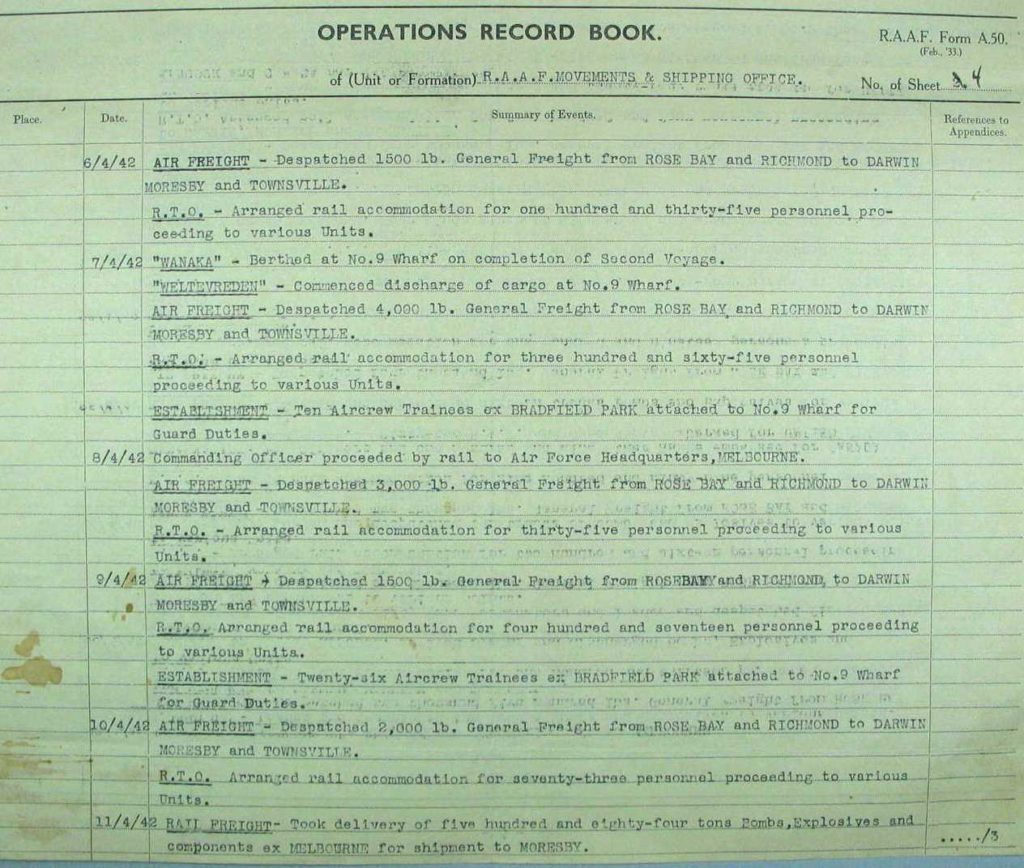 OPERATIONS RECORD BOOK.
R.A.A.F. Form A.50.
(Feb., '33.)
of (Unit or Formation) R.A.A.F.MOVEMENTS & SHIPPING OFFICE.
No. of Sheet 4
Place. Date. Summary of Events. References to Appendices.
6/4/42 AIR FREIGHT - Despatched 1500 lb. General Freight from ROSE BAY and RICHMOND to DARWIN
MORESBY and TOWNSVILLE.
R.T.O. - Arranged rail accommodation for one hundred and thirty-five personnel pro-
ceeding to various Units.
7/4/42 "WANAKA" - Berthed at No.9 Wharf on completion of Second Voyage.
"WELTEVREDEN" - Commenced discharge of cargo at No.9 Wharf.
AIR FREIGHT - Despatched 4,000 lb. General Freight from ROSE BAY and RICHMOND to DARWIN
MORESBY and TOWNSVILLE.
R.T.O. - Arranged rail accommodation for three hundred and sixty-five personnel
proceeding to various Units.
ESTABLISHMENT - Ten Aircrew Trainees ex BRADFIELD PARK attached to No.9 Wharf for
Guard Duties.
8/4/42 Commanding Officer proceeded by rail to Air Force Headquarters,MELBOURNE.
AIR FREIGHT - Despatched 3,000 lb. General Freight from ROSE BAY and RICHMOND to DARWIN
MORESBY and TOWNSVILLE.
R.T.O. - Arranged rail accommodation for thirty-five personnel proceeding to various
Units.
9/4/42 AIR FREIGHT - Despatched 1500 lb. General Freight from ROSEBAY and RICHMOND to DARWIN
MORESBY and TOWNSVILLE.
R.T.O. Arranged rail accommodation for four hundred and seventeen personnel proceeding
to various Units.
ESTABLISHMENT - Twenty-six Aircrew Trainees ex BRADFIELD PARK attached to No.9 Wharf
for Guard Duties.
10/4/42 AIR FREIGHT - Despatched 2,000 lb. General Freight from ROSE BAY and RICHMOND to DARWIN
MORESBY and TOWNSVILLE.
R.T.O. Arranged rail accommodation for seventy-three personnel proceeding to various
Units.
11/4/42 RAIL FREIGHT- Took delivery of five hundred and eighty-four tons Bombs,Explosives and
components ex MELBOURNE for shipment to MORESBY.
...../3